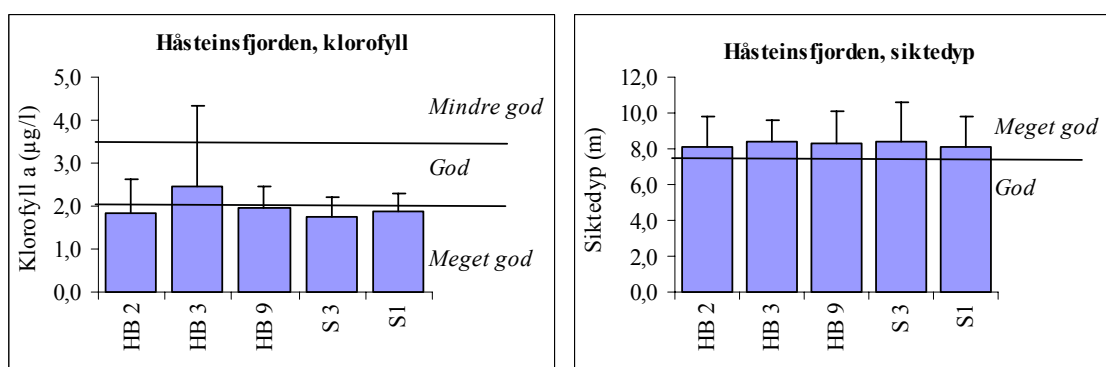 Håsteinsfjorden, klorofyll
Klorofyll a (µg/l)
5,0
4,0
3,0
2,0
1,0
0,0
Mindre god
God
Meget god
HB 2
HB 3
HB 9
S 3
S1
Håsteinsfjorden, siktedyp
Siktedyp (m)
12,0
10,0
8,0
6,0
4,0
2,0
0,0
Meget god
God
HB 2
HB 3
HB 9
S 3
S1